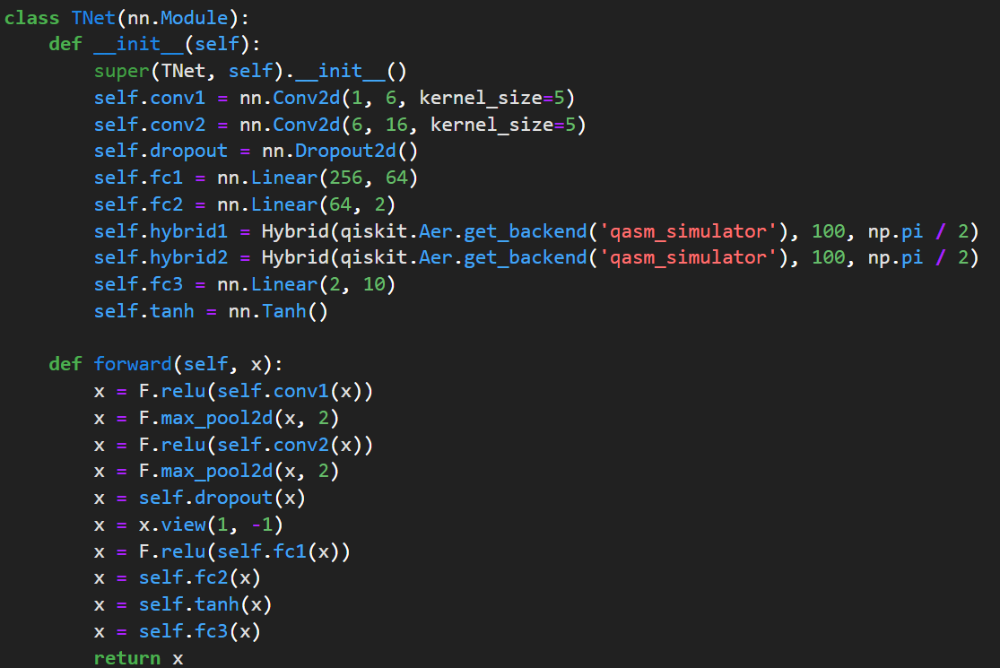 class TNet(nn.Module):
    def __init__(self):
        super(TNet, self).__init__()
        self.conv1 = nn.Conv2d(1, 6, kernel_size=5)
        self.conv2 = nn.Conv2d(6, 16, kernel_size=5)
        self.dropout = nn.Dropout2d()
        self.fc1 = nn.Linear(256, 64)
        self.fc2 = nn.Linear(64, 2)
        self.hybrid1 = Hybrid(qiskit.Aer.get_backend('qasm_simulator'), 100, np.pi / 2)
        self.hybrid2 = Hybrid(qiskit.Aer.get_backend('qasm_simulator'), 100, np.pi / 2)
        self.fc3 = nn.Linear(2, 10)
        self.tanh = nn.Tanh()

    def forward(self, x):
        x = F.relu(self.conv1(x))
        x = F.max_pool2d(x, 2)
        x = F.relu(self.conv2(x))
        x = F.max_pool2d(x, 2)
        x = self.dropout(x)
        x = x.view(1, -1)
        x = F.relu(self.fc1(x))
        x = self.fc2(x)
        x = self.tanh(x)
        x = self.fc3(x)
        return x